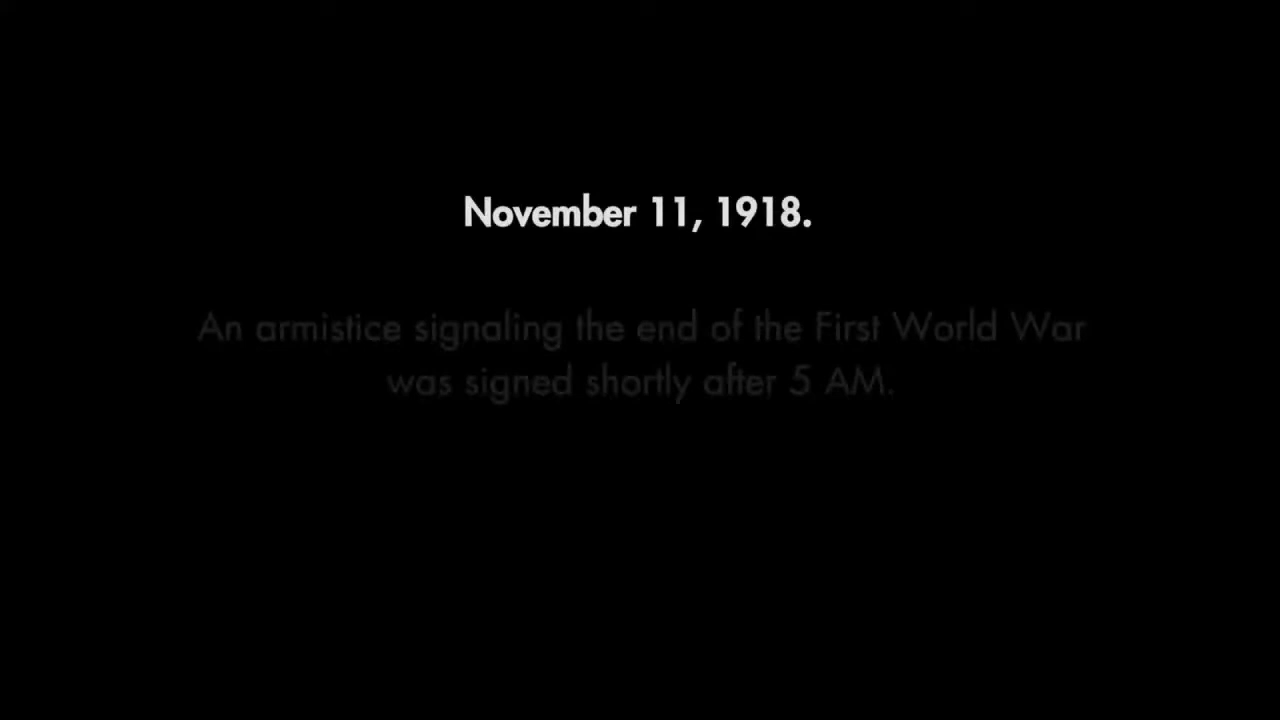 November 11, 1918.
An armistice signaling the end of the First World War
was signed shortly after 5 AM.